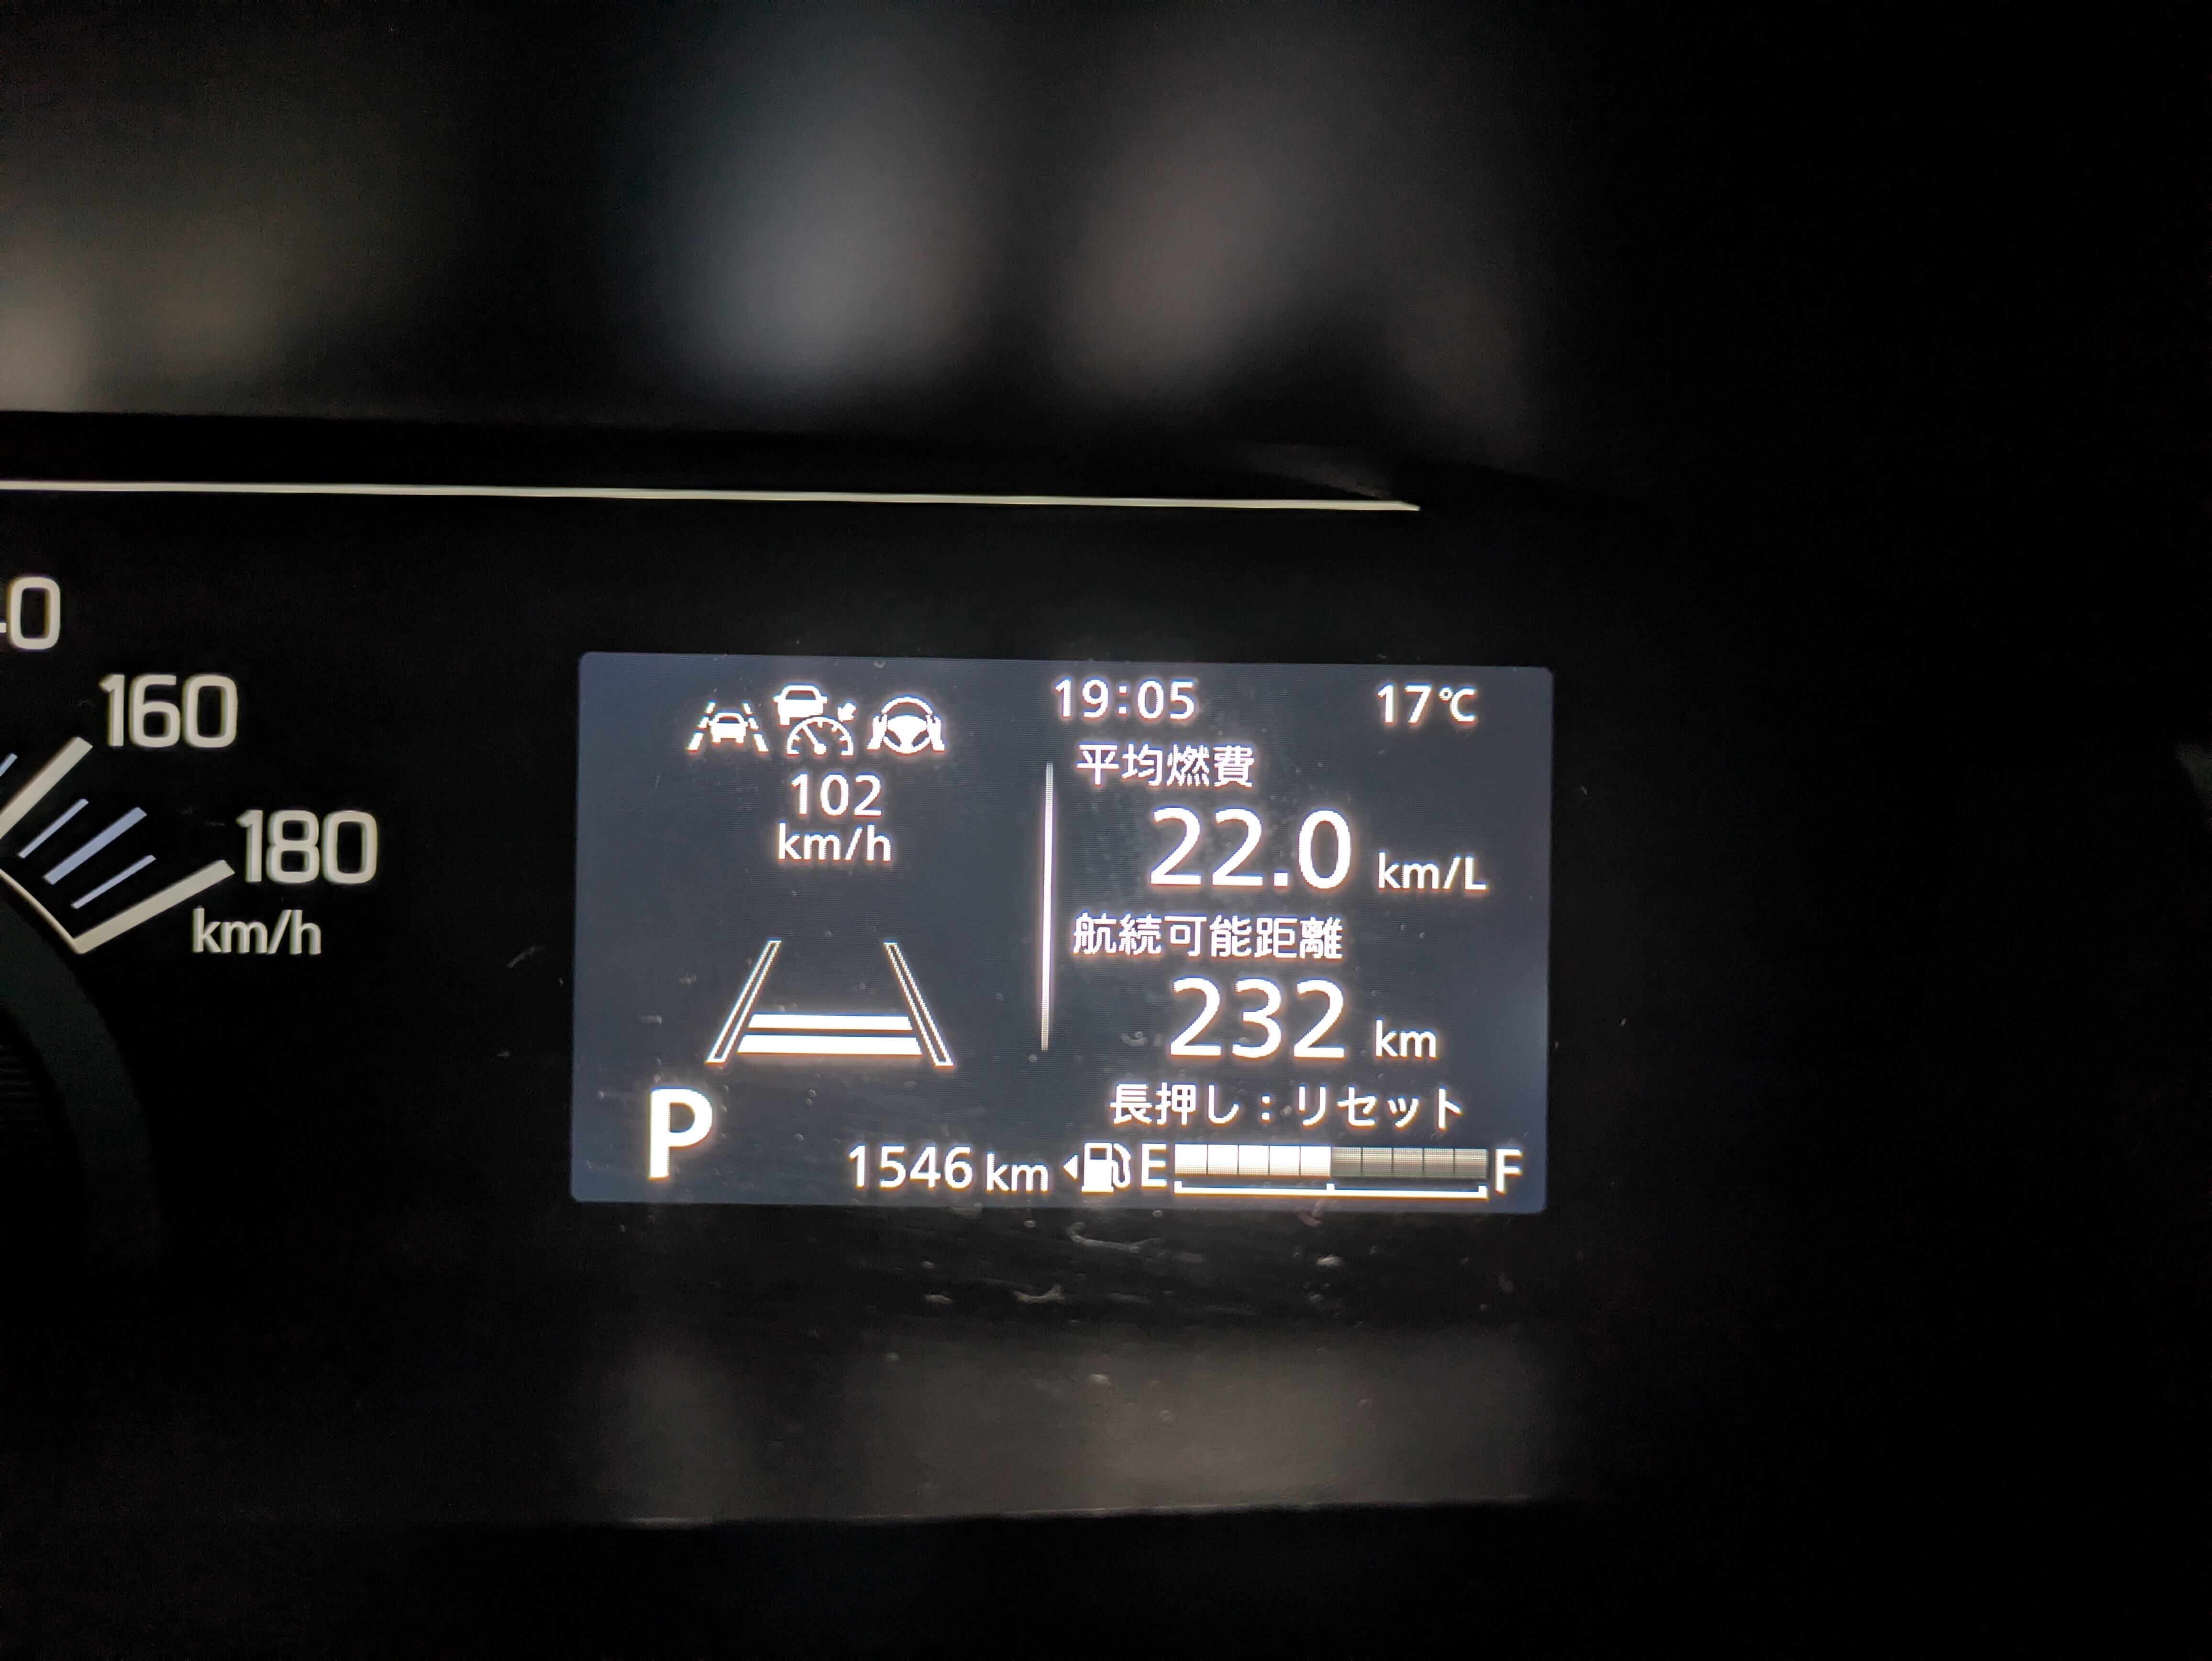 160
180
km/h
19:05 17℃
102
km/h
平均燃費
22.0 km/L
航続可能距離
232 km
長押し：リセット
P
1546 km E F